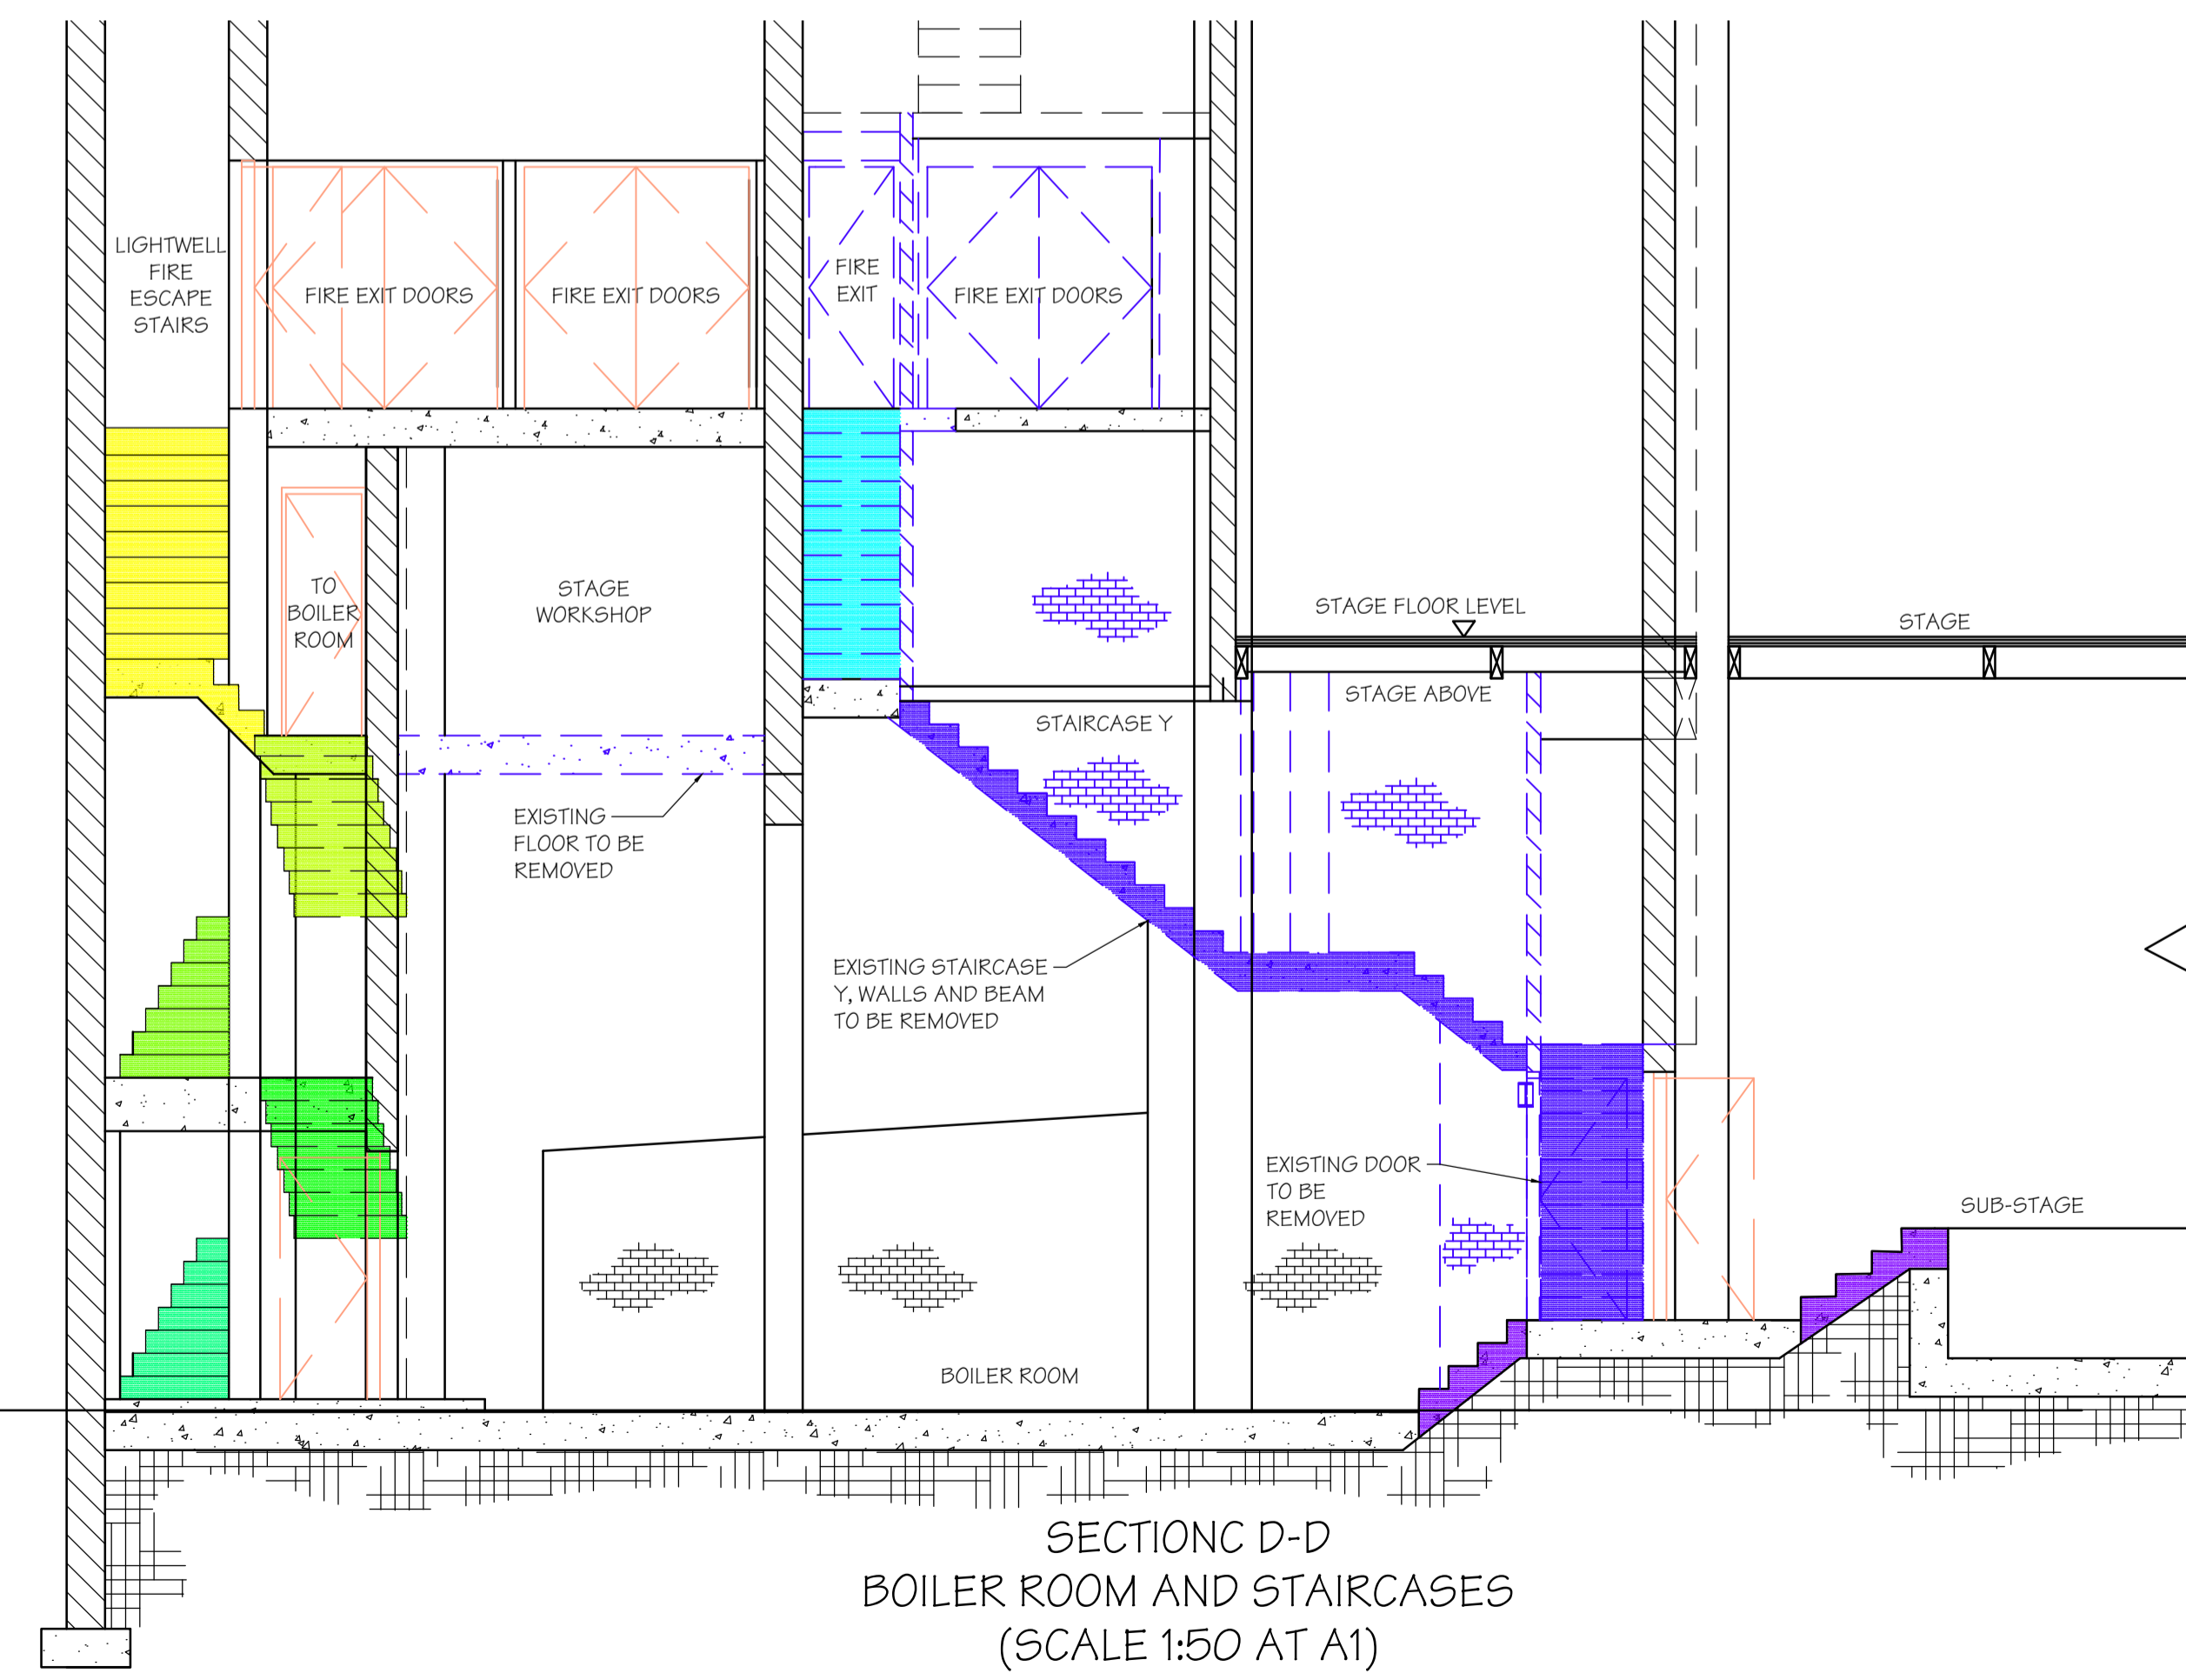 LIGHTWELL
FIRE
ESCAPE
STAIRS
FIRE EXIT DOORS
FIRE EXIT DOORS
FIRE
EXIT
FIRE EXIT DOORS
TO
BOILER
ROOM
STAGE
WORKSHOP
STAGE FLOOR LEVEL
STAGE
STAGE ABOVE
STAIRCASE Y
EXISTING
FLOOR TO BE
REMOVED
EXISTING STAIRCASE
Y, WALLS AND BEAM
TO BE REMOVED
EXISTING DOOR
TO BE
REMOVED
SUB-STAGE
BOILER ROOM
SECTIONC D-D
BOILER ROOM AND STAIRCASES
(SCALE 1:50 AT A1)